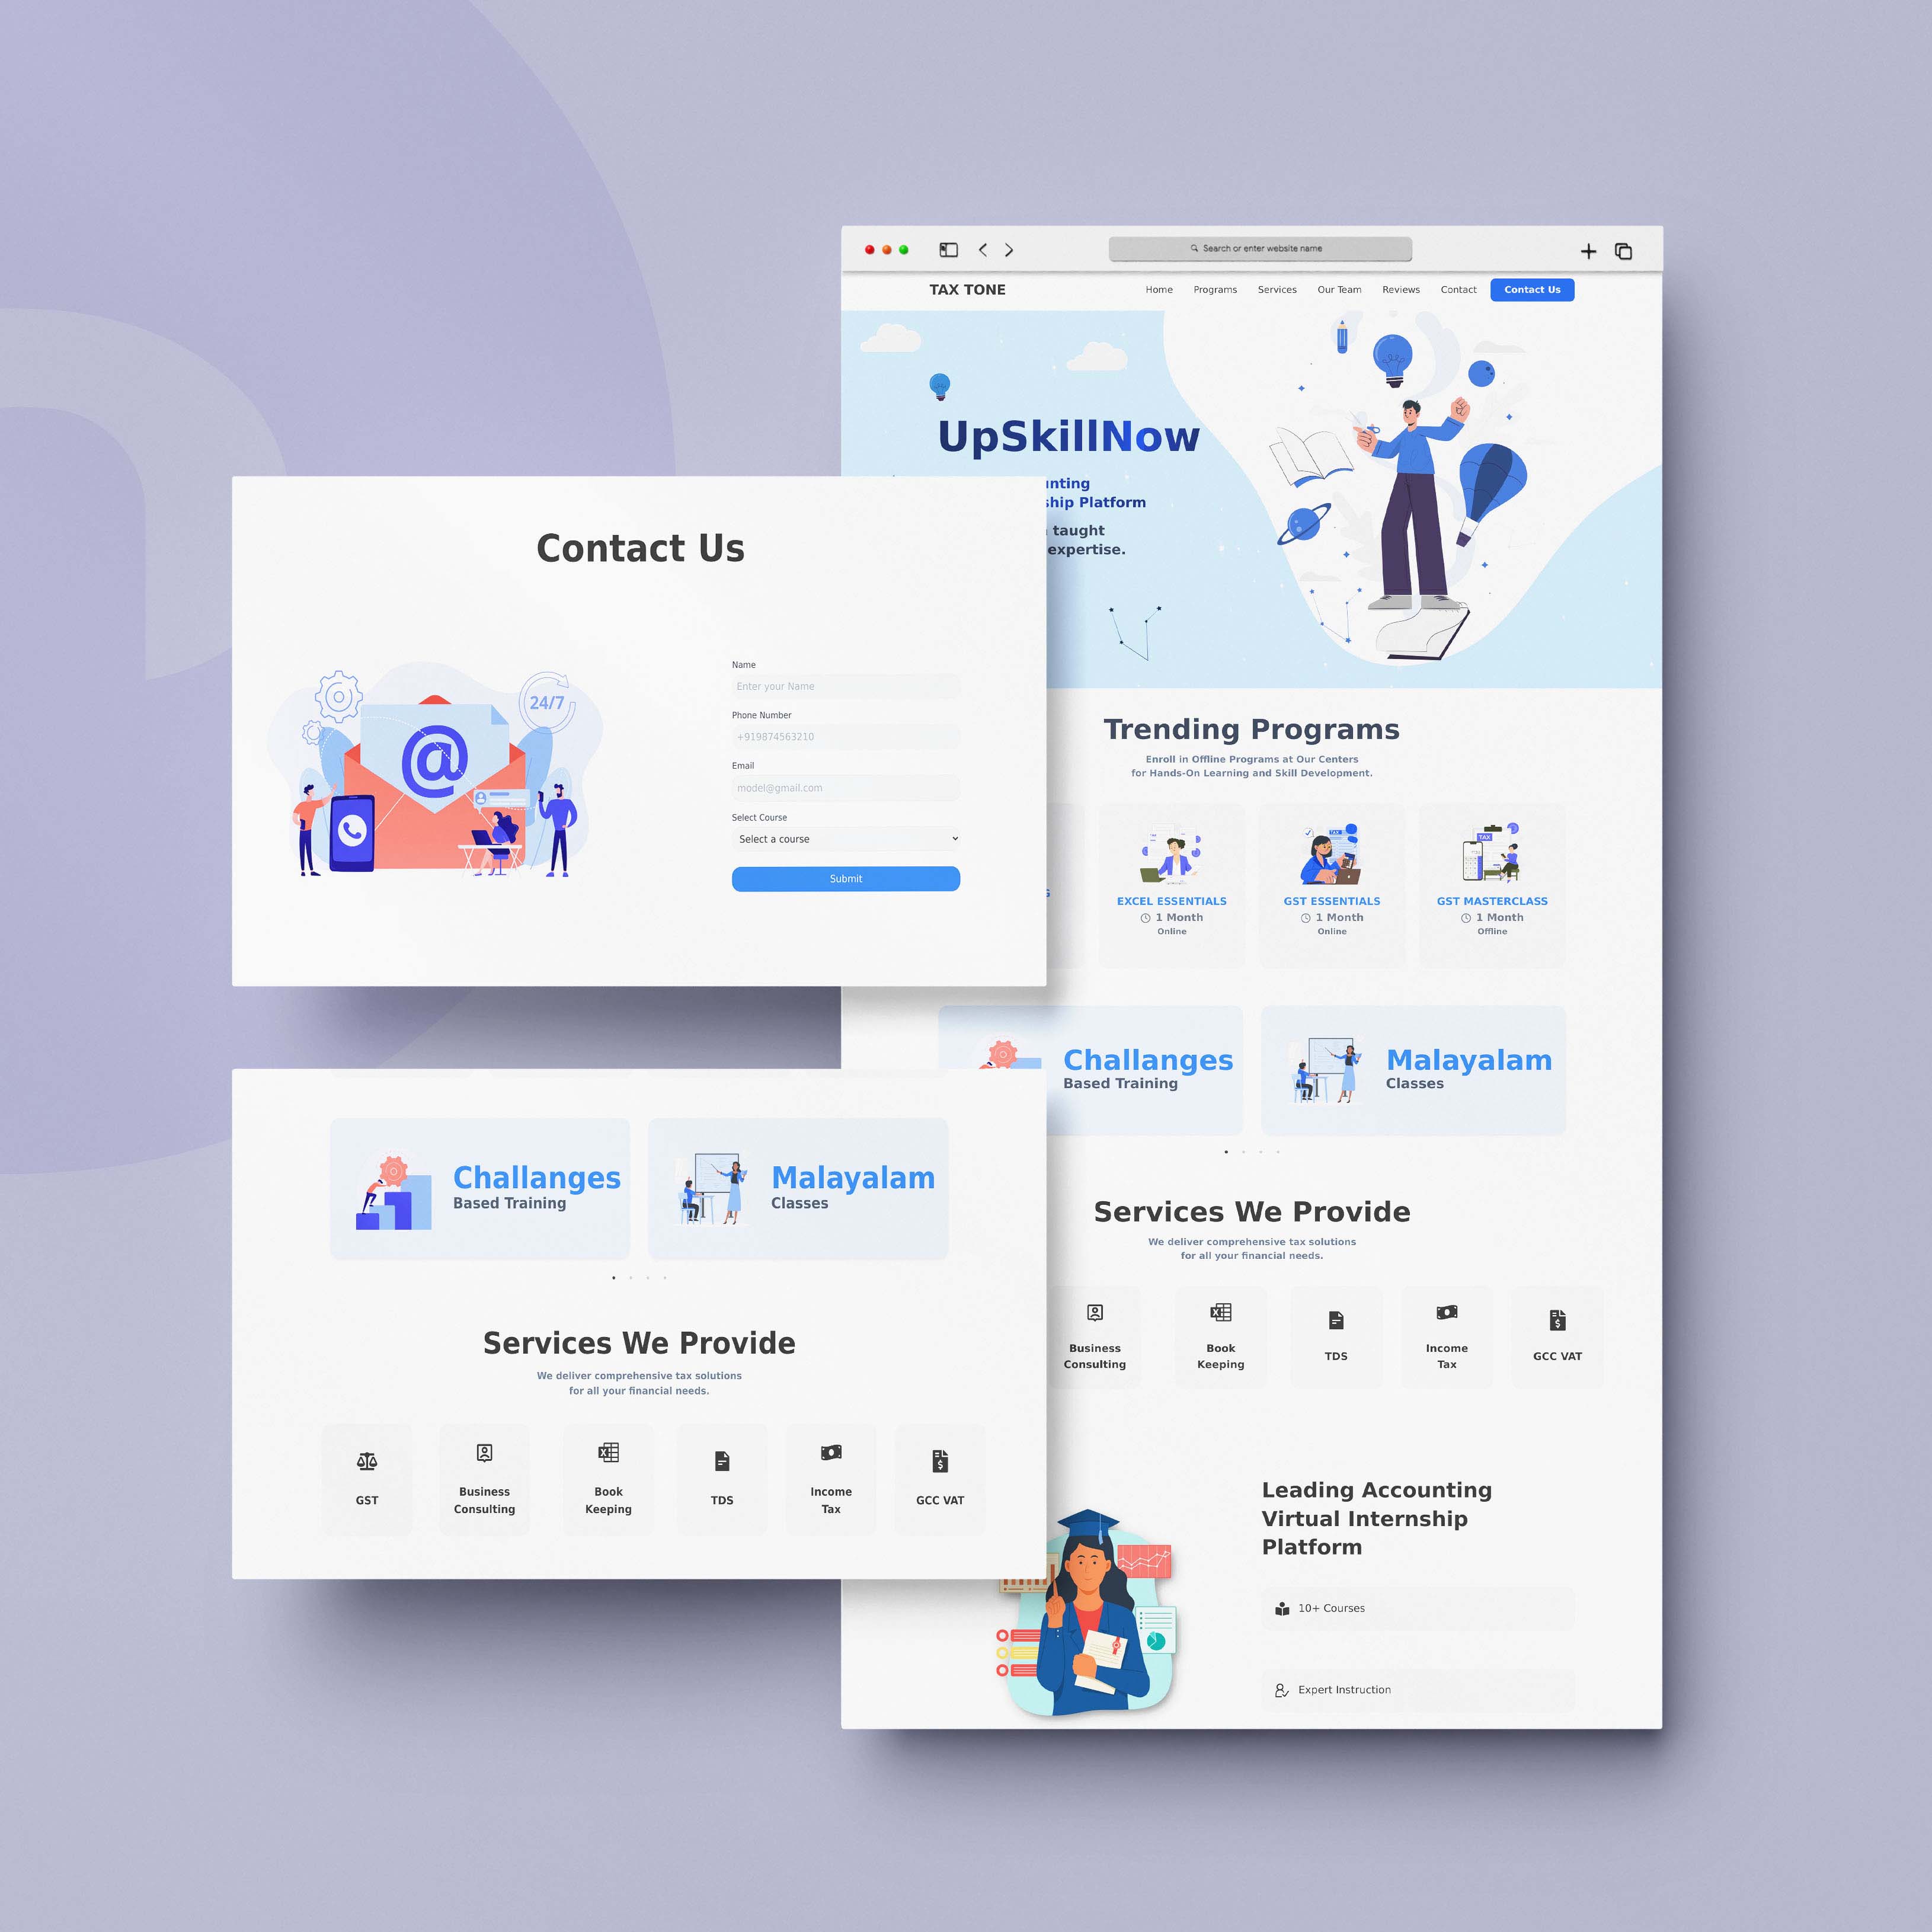 Search or enter website name
TAX TONE
Home Programs Services Our Team Reviews Contact Contact Us
UpSkillNow
Platform
taught
expertise.
Trending Programs
Enroll in Offline Programs at Our Centers
for Hands-On Learning and Skill Development.
EXCEL ESSENTIALS
1 Month
Online
TAX
GST ESSENTIALS
1 Month
Online
TAX
GST MASTERCLASS
1 Month
Offline
Challanges
Based Training
Malayalam
Classes
Services We Provide
We deliver comprehensive tax solutions
for all your financial needs.
Business
Consulting
Book
Keeping
TDS
Income
Tax
GCC VAT
Leading Accounting
Virtual Internship
Platform
10+ Courses
Expert Instruction
Contact Us
24/7
@
Name
Enter your Name
Phone Number
+919874563210
Email
model@gmail.com
Select Course
Select a course
Submit
Challanges
Based Training
Malayalam
Classes
Services We Provide
We deliver comprehensive tax solutions
for all your financial needs.
GST
Business
Consulting
Book
Keeping
TDS
Income
Tax
GCC VAT